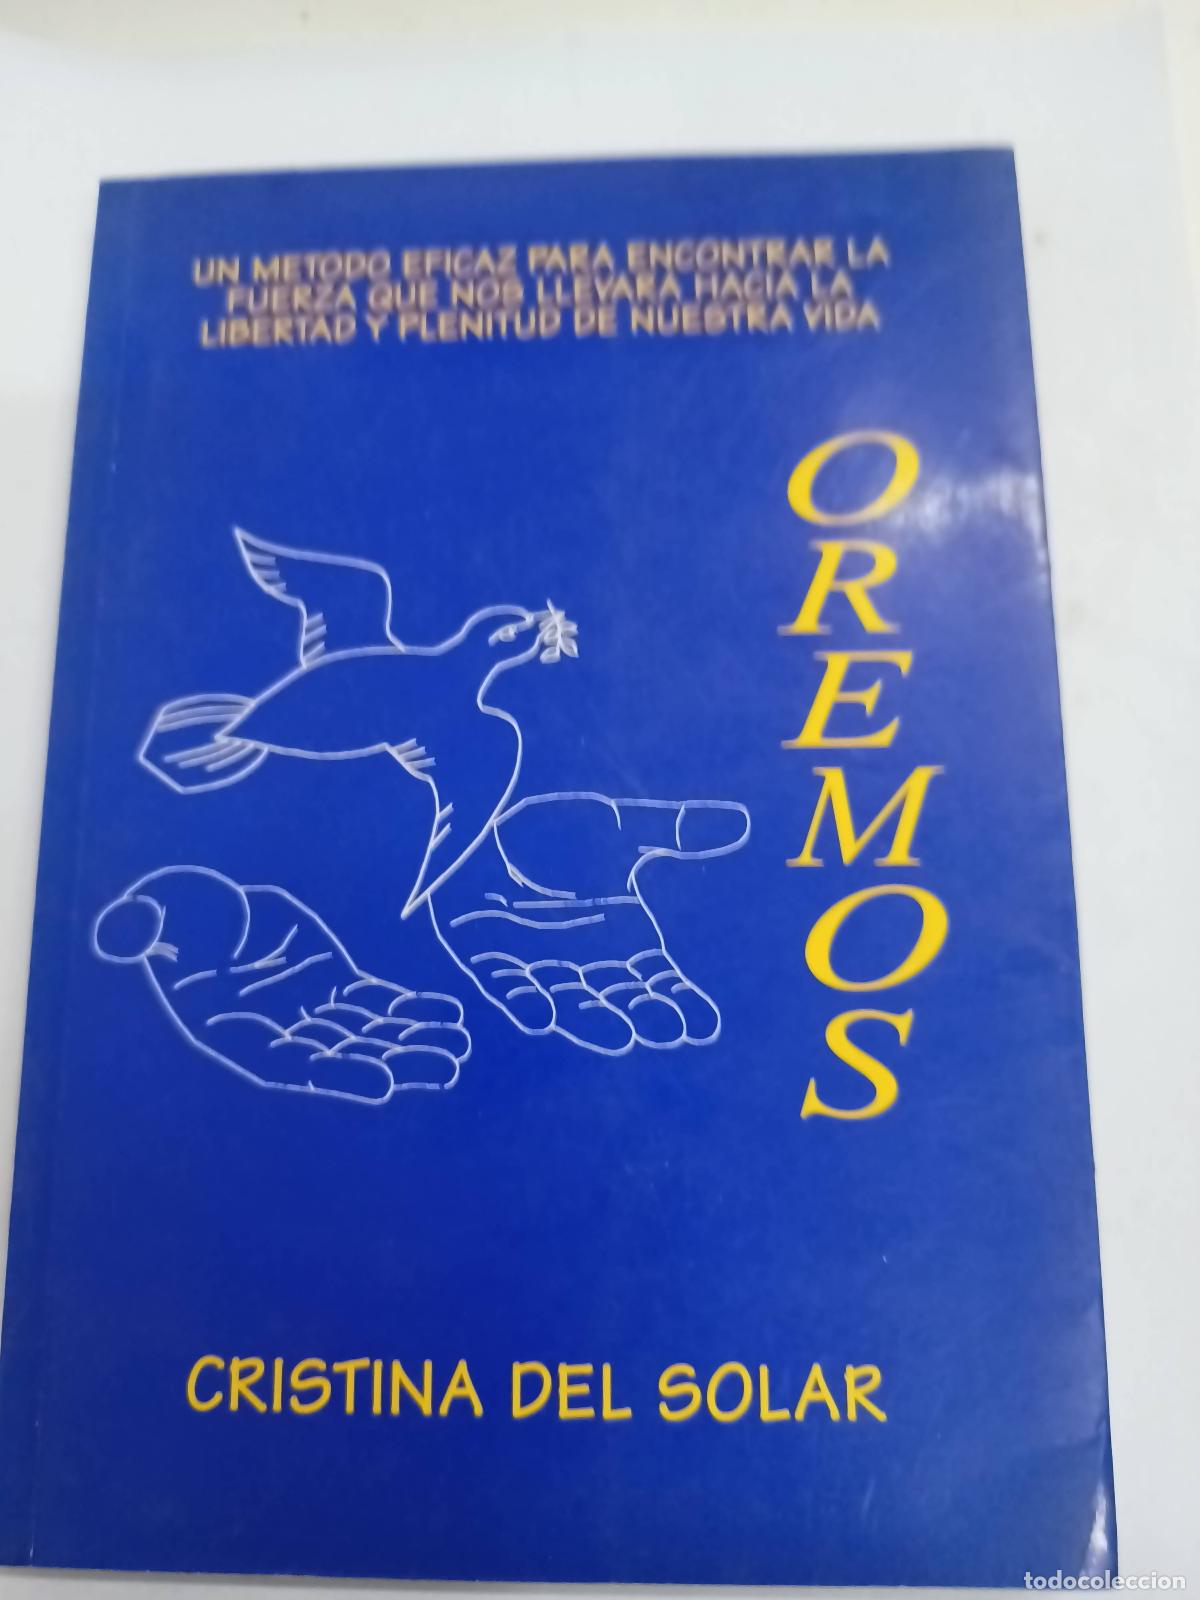 UN METODO EFICAZ PARA ENCONTRAR LA
FUERZA QUE NOS LLEVARA HACIA LA
LIBERTAD Y PLENITUD DE NUESTRA VIDA
OREMOS
CRISTINA DEL SOLAR
todocoleccion